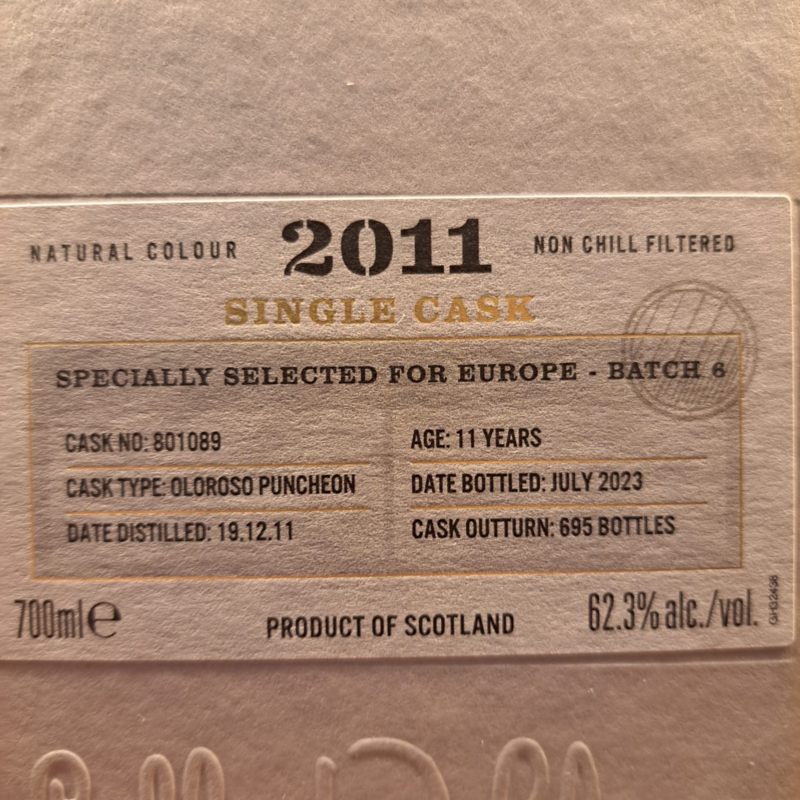 NATURAL COLOUR 2011 NON CHILL FILTERED
SINGLE CASK
SPECIALLY SELECTED FOR EUROPE - BATCH 6
CASK NO: 801089
CASK TYPE: OLOROSO PUNCHEON
DATE DISTILLED: 19.12.11
AGE: 11 YEARS
DATE BOTTLED: JULY 2023
CASK OUTTURN: 695 BOTTLES
700ml e PRODUCT OF SCOTLAND 62.3% alc./vol.